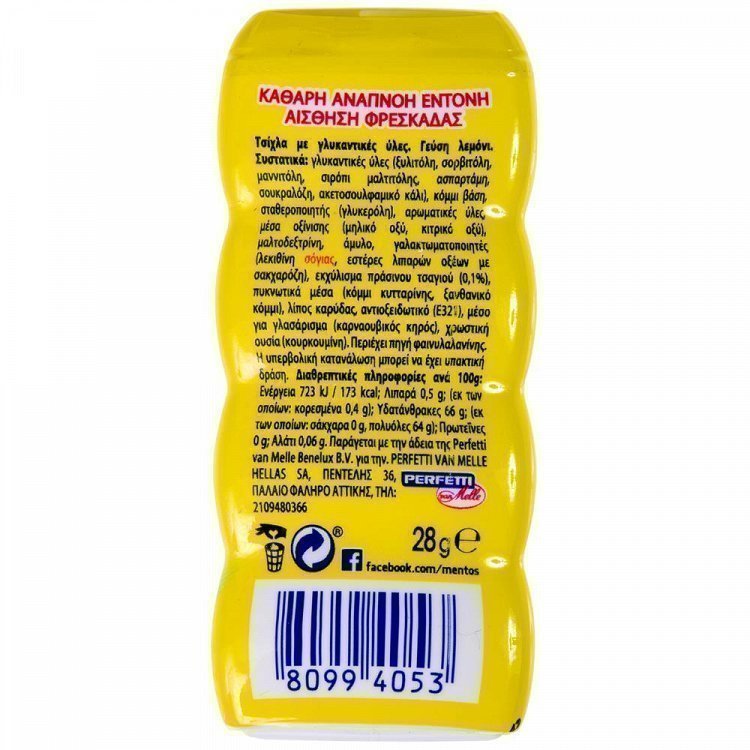 ΚΑΘΑΡΗ ΑΝΑΠΝΟΗ ΕΝΤΟΝΗ
ΑΙΣΘΗΣΗ ΦΡΕΣΚΑΔΑΣ
Τσίχλα με γλυκαντικές ύλες. Γεύση λεμόνι.
Συστατικά: γλυκαντικές ύλες (ξυλιτόλη, σορβιτόλη,
μαννιτόλη, σιρόπι μαλτιτόλης, ασπαρτάμη,
σουκραλόζη, ακετοσουλφαμικό κάλι), κόμμι βάση,
σταθεροποιητής (γλυκερόλη), αρωματικές ύλες,
μέσα οξίνισης (μηλικό οξύ, κιτρικό οξύ),
μαλτοδεξτρίνη, άμυλο, γαλακτωματοποιητές
(λεκιθίνη σόγιας, εστέρες λιπαρών οξέων με
σακχαρόζη), εκχύλισμα πράσινου τσαγιού (0,1%),
πυκνωτικά μέσα (κόμμι κυτταρίνης, ξανθανικό
κόμμι), λίπος καρύδας, αντιοξειδωτικό (Ε321), μέσο
για γλασάρισμα (καρναουβικός κηρός), χρωστική
ουσία (κουρκουμίνη). Περιέχει πηγή φαινυλαλανίνης.
Η υπερβολική κατανάλωση μπορεί να έχει υπακτική
δράση. Διαθρεπτικές πληροφορίες ανά 100g:
Ενέργεια 723 kJ / 173 kcal; Λιπαρά 0,5 g; (εκ των
οποίων: κορεσμένα 0,4 g); Υδατάνθρακες 66 g; (εκ
των οποίων: σάκχαρα 0 g, πολυόλες 64 g); Πρωτεΐνες
0 g; Αλάτι 0,06 g. Παράγεται με την άδεια της Perfetti
van Melle Benelux B.V. για την. PERFETTI VAN MELLE
HELLAS SA, ΠΕΝΤΕΛΗΣ 36,
ΠΑΛΑΙΟ ΦΑΛΗΡΟ ΑΤΤΙΚΗΣ, ΤΗΛ:
2109480366
PERFETTI
van Melle
®
28 g ℮
facebook.com/mentos
8099 4053